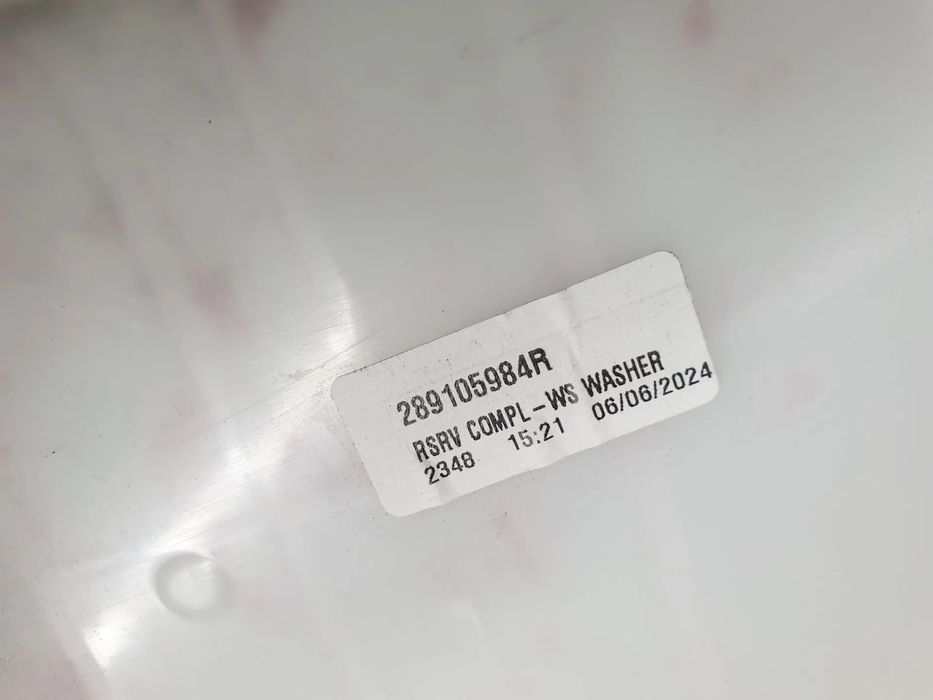 289105984R
RSRV COMPL-WS WASHER
2348 15:21 06/06/2024